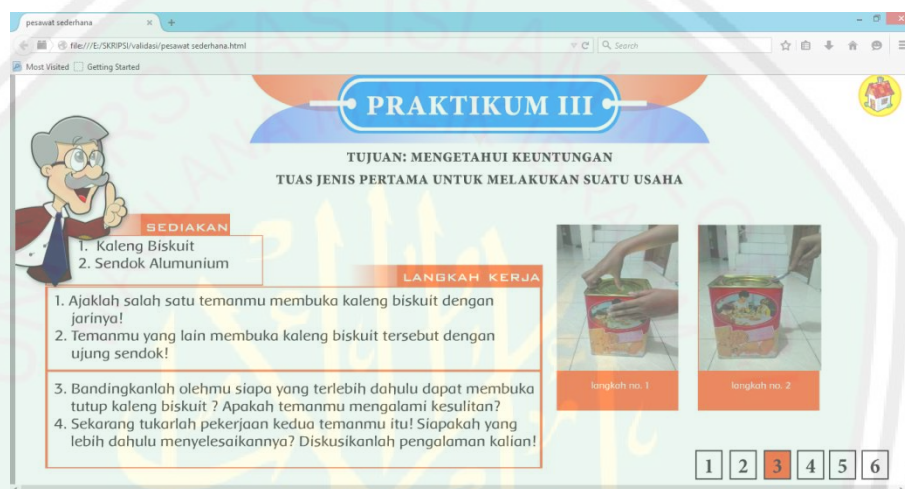 pesawat sederhana
file:///E:/SKRIPSI/validasi/pesawat sederhana.html
Search
Most Visited
Getting Started
PRAKTIKUM III
TUJUAN: MENGETAHUI KEUNTUNGAN
TUAS JENIS PERTAMA UNTUK MELAKUKAN SUATU USAHA
SEDIAKAN
1. Kaleng Biskuit
2. Sendok Alumunium
LANGKAH KERJA
1. Ajaklah salah satu temanmu membuka kaleng biskuit dengan
jarinya!
2. Temanmu yang lain membuka kaleng biskuit tersebut dengan
ujung sendok!
3. Bandingkanlah olehmu siapa yang terlebih dahulu dapat membuka
tutup kaleng biskuit ? Apakah temanmu mengalami kesulitan?
4. Sekarang tukarlah pekerjaan kedua temanmu itu! Siapakah yang
lebih dahulu menyelesaikannya? Diskusikanlah pengalaman kalian!
langkah no. 1
langkah no. 2
1 2 3 4 5 6